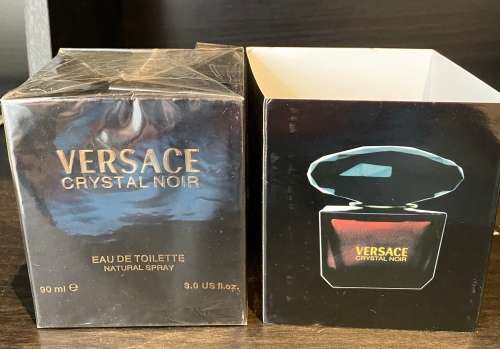 VERSACE
CRYSTAL NOIR
EAU DE TOILETTE
NATURAL SPRAY
90 ml ℮ 3.0 US fl.oz.
VERSACE
CRYSTAL NOIR